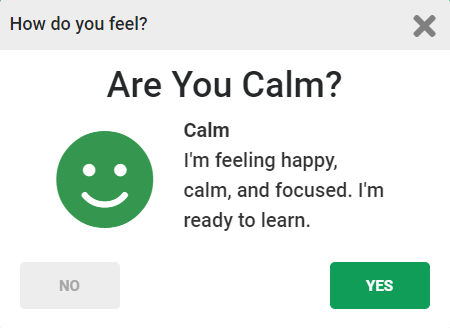 How do you feel?
Are You Calm?
Calm
I'm feeling happy,
calm, and focused. I'm
ready to learn.
NO
YES